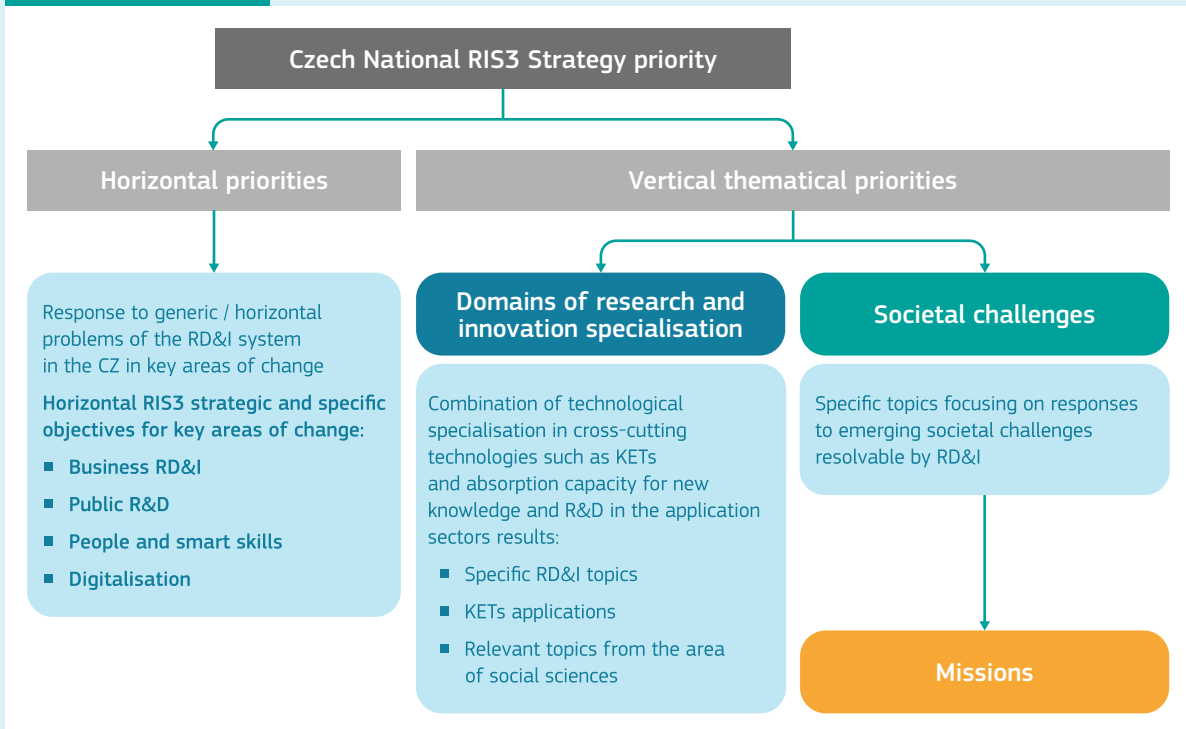 Czech National RIS3 Strategy priority
Horizontal priorities
Vertical thematical priorities
Response to generic / horizontal
problems of the RD&I system
in the CZ in key areas of change
Horizontal RIS3 strategic and specific
objectives for key areas of change:
Business RD&I
Public R&D
People and smart skills
Digitalisation
Domains of research and
innovation specialisation
Combination of technological
specialisation in cross-cutting
technologies such as KETs
and absorption capacity for new
knowledge and R&D in the application
sectors results:
Specific RD&I topics
KETs applications
Relevant topics from the area
of social sciences
Societal challenges
Specific topics focusing on responses
to emerging societal challenges
resolvable by RD&I
Missions